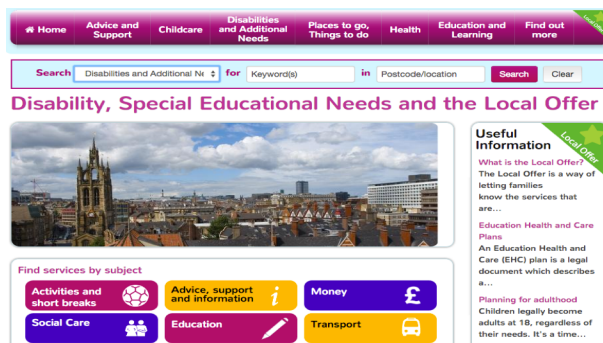 Home
Advice and Support
Childcare
Disabilities and Additional Needs
Places to go, Things to do
Health
Education and Learning
Find out more
Local Offer
Search Disabilities and Additional Ne for Keyword(s) in Postcode/location Search Clear
Disability, Special Educational Needs and the Local Offer
Useful
Information
Local Offer
What is the Local Offer?
The Local Offer is a way of
letting families
know the services that
are...
Education Health and Care
Plans
An Education Health and
Care (EHC) plan is a legal
document which describes
a...
Planning for adulthood
Children legally become
adults at 18, regardless of
their needs. It's a time...
Find services by subject
Activities and
short breaks
Advice, support
and information
Money £
Social Care
Education
Transport